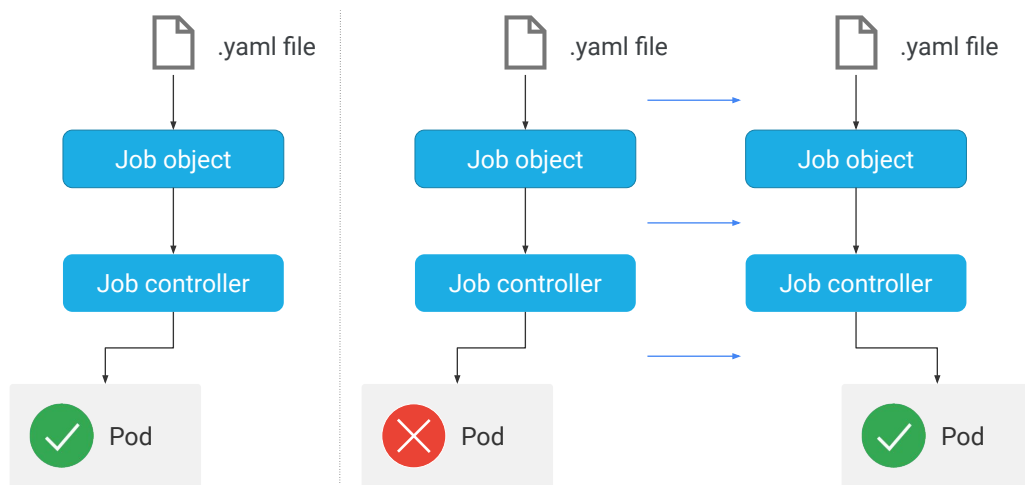 .yaml file
.yaml file
.yaml file
Job object
Job object
Job object
Job controller
Job controller
Job controller
Pod
Pod
Pod